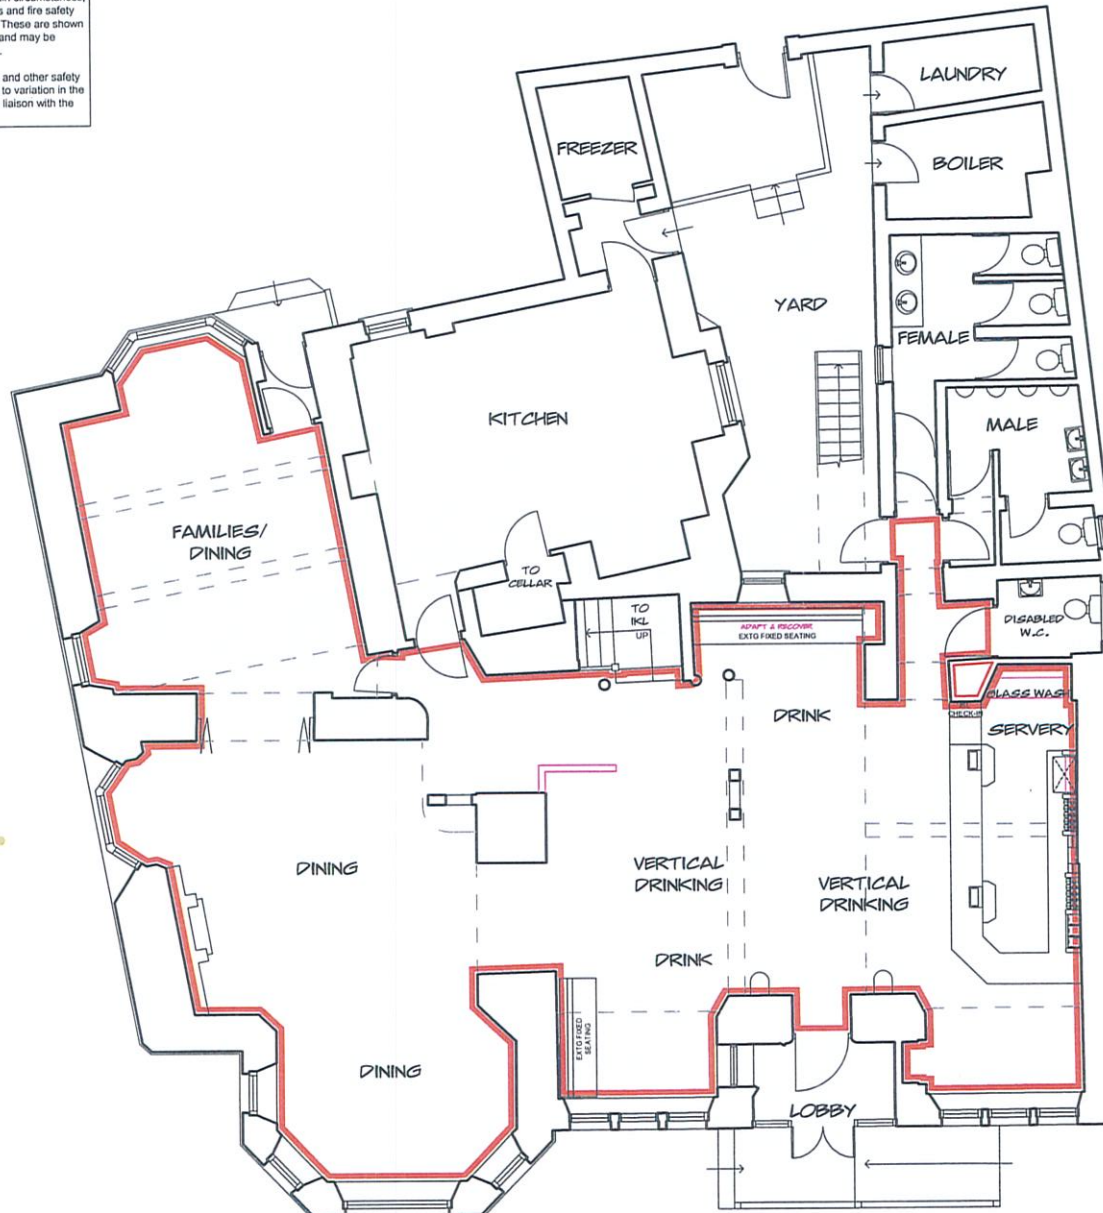 s and fire safety
These are shown
and may be
and other safety
to variation in the
liaison with the
LAUNDRY
FREEZER
BOILER
YARD
FEMALE
KITCHEN
MALE
FAMILIES/
DINING
TO
CELLAR
TO
IKL
UP
DISABLED
W.C.
ADAPT & RECOVER
EXTG FIXED SEATING
GLASS WASH
CHECK-IN
DRINK
SERVERY
DINING
VERTICAL
DRINKING
VERTICAL
DRINKING
DRINK
EXTG FIXED
SEATING
DINING
LOBBY